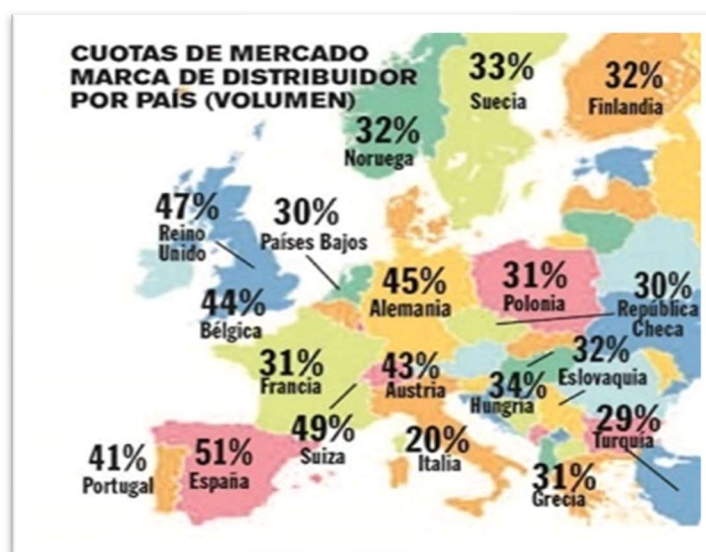 CUOTAS DE MERCADO
MARCA DE DISTRIBUIDOR
POR PAÍS (VOLUMEN)
33%
Suecia
32%
Finlandia
32%
Noruega
47%
Reino
Unido
30%
Países Bajos
45%
Alemania
31%
Polonia
30%
República
Checa
44%
Bélgica
31%
Francia
43%
Austria
32%
Eslovaquia
34%
Hungría
49%
Suiza
20%
Italia
29%
Turquía
41%
Portugal
51%
España
31%
Grecia